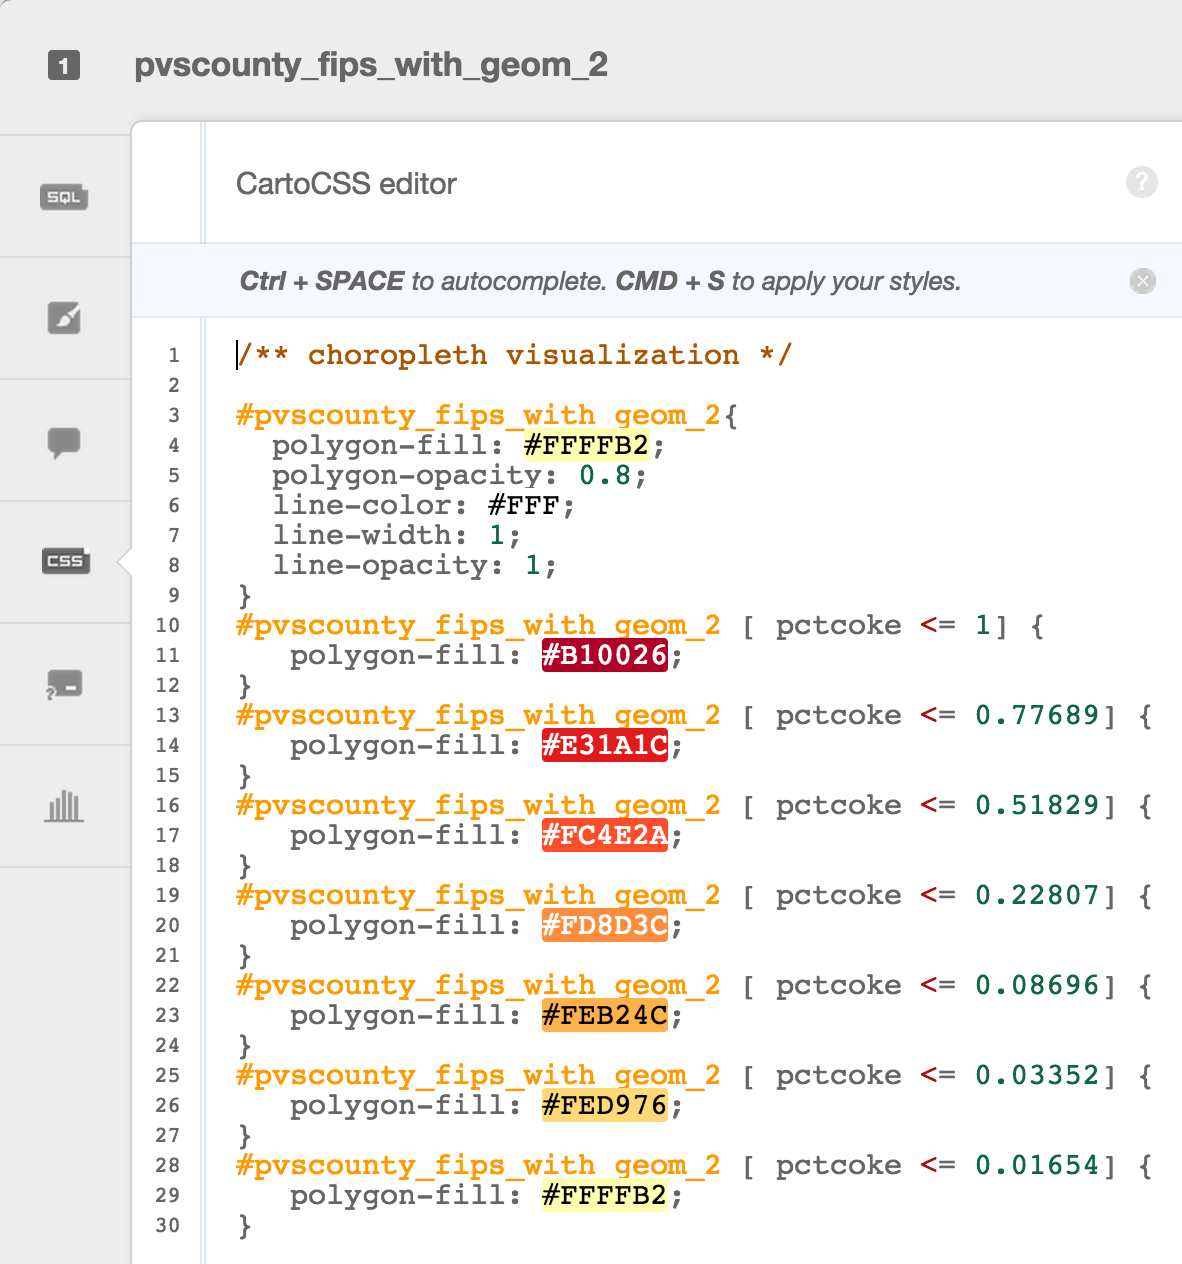 1 pvscounty_fips_with_geom_2
SQL
CartoCSS editor
?
Ctrl + SPACE to autocomplete. CMD + S to apply your styles.
CSS
?
1 /** choropleth visualization */
2
3 #pvscounty_fips_with_geom_2{
4 polygon-fill: #FFFFB2;
5 polygon-opacity: 0.8;
6 line-color: #FFF;
7 line-width: 1;
8 line-opacity: 1;
9 }
10 #pvscounty_fips_with_geom_2 [ pctcoke <= 1] {
11 polygon-fill: #B10026;
12 }
13 #pvscounty_fips_with_geom_2 [ pctcoke <= 0.77689] {
14 polygon-fill: #E31A1C;
15 }
16 #pvscounty_fips_with_geom_2 [ pctcoke <= 0.51829] {
17 polygon-fill: #FC4E2A;
18 }
19 #pvscounty_fips_with_geom_2 [ pctcoke <= 0.22807] {
20 polygon-fill: #FD8D3C;
21 }
22 #pvscounty_fips_with_geom_2 [ pctcoke <= 0.08696] {
23 polygon-fill: #FEB24C;
24 }
25 #pvscounty_fips_with_geom_2 [ pctcoke <= 0.03352] {
26 polygon-fill: #FED976;
27 }
28 #pvscounty_fips_with_geom_2 [ pctcoke <= 0.01654] {
29 polygon-fill: #FFFFB2;
30 }